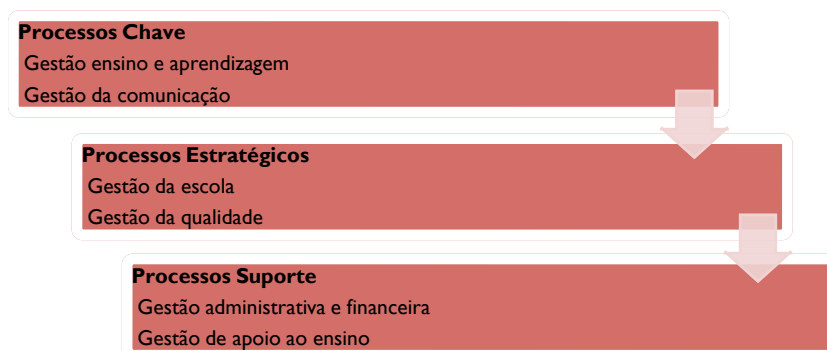 Processos Chave
Gestão ensino e aprendizagem
Gestão da comunicação
Processos Estratégicos
Gestão da escola
Gestão da qualidade
Processos Suporte
Gestão administrativa e financeira
Gestão de apoio ao ensino